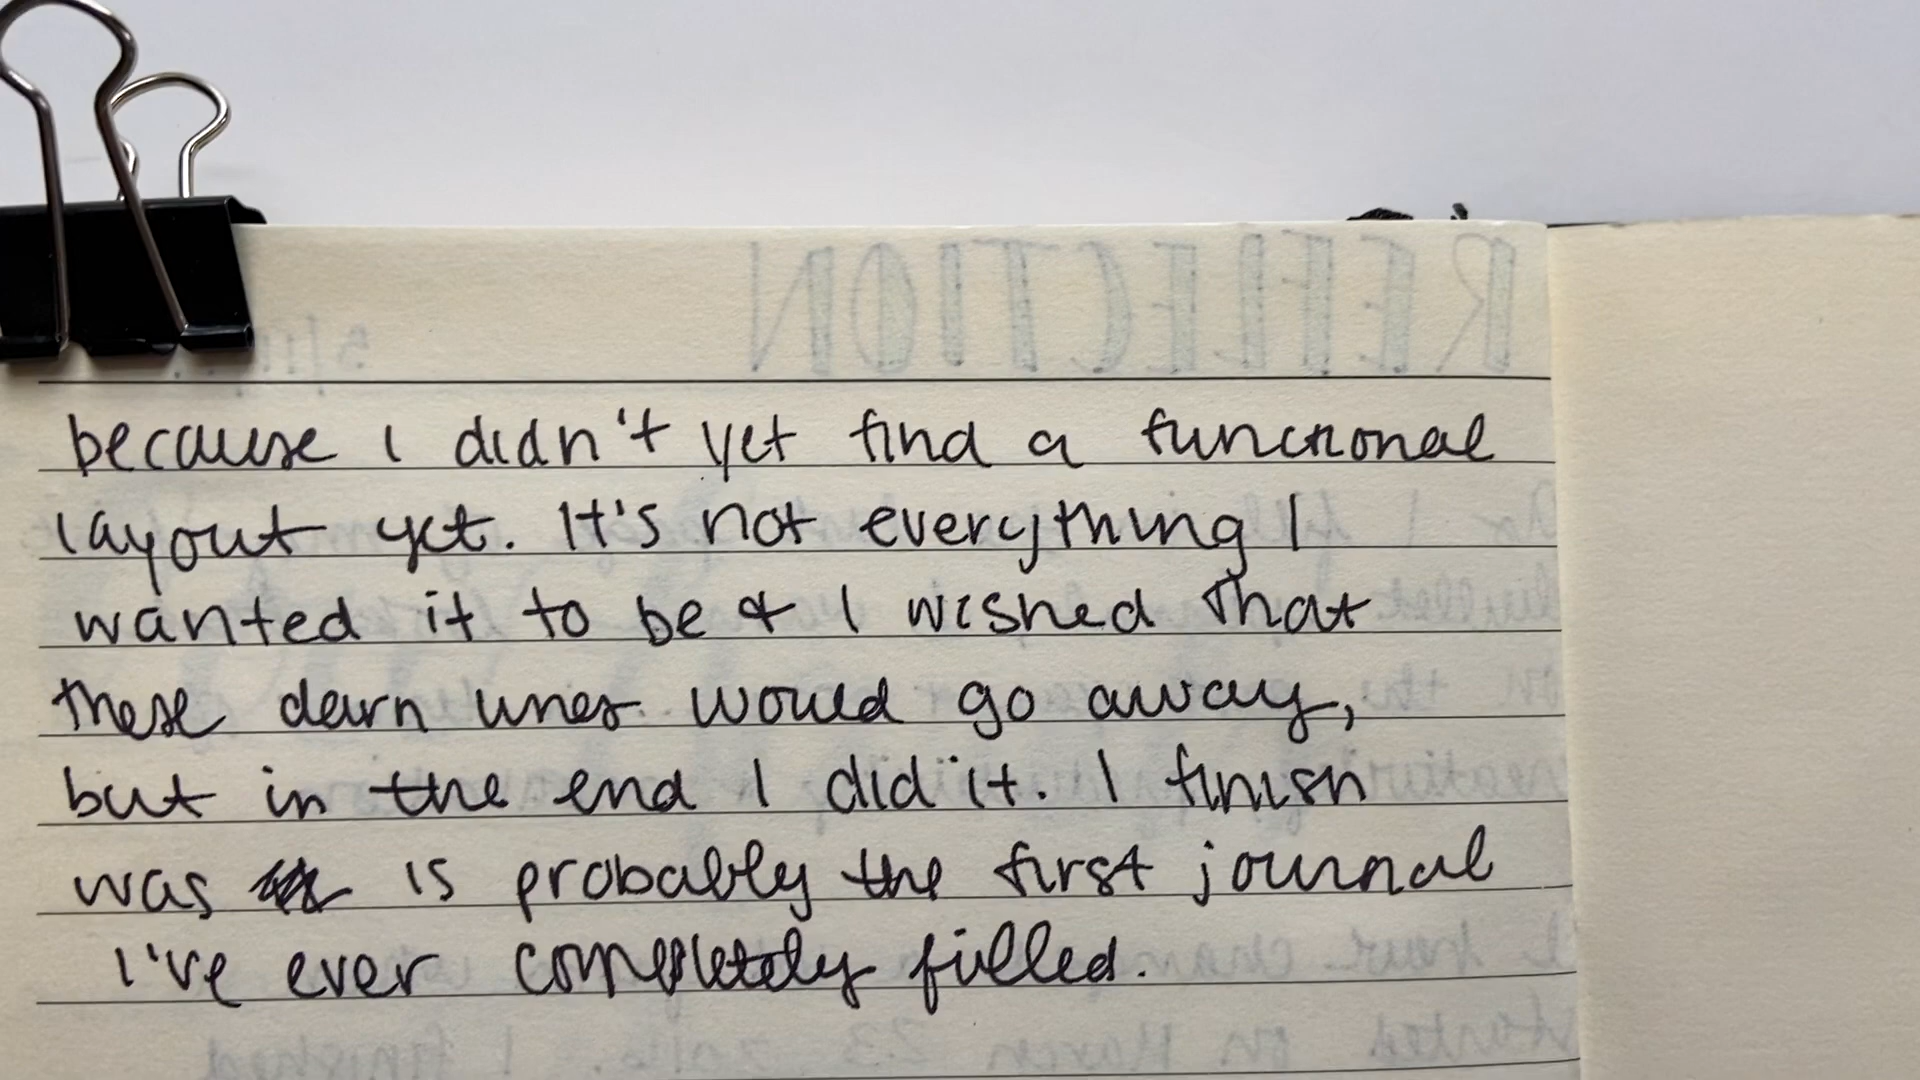 because I didn't yet find a functional
layout yet. It's not everything I
wanted it to be & I wished that
these darn lines would go away,
but in the end I did it. I finish
was is probably the first journal
I've ever completely filled.
REFLECTION